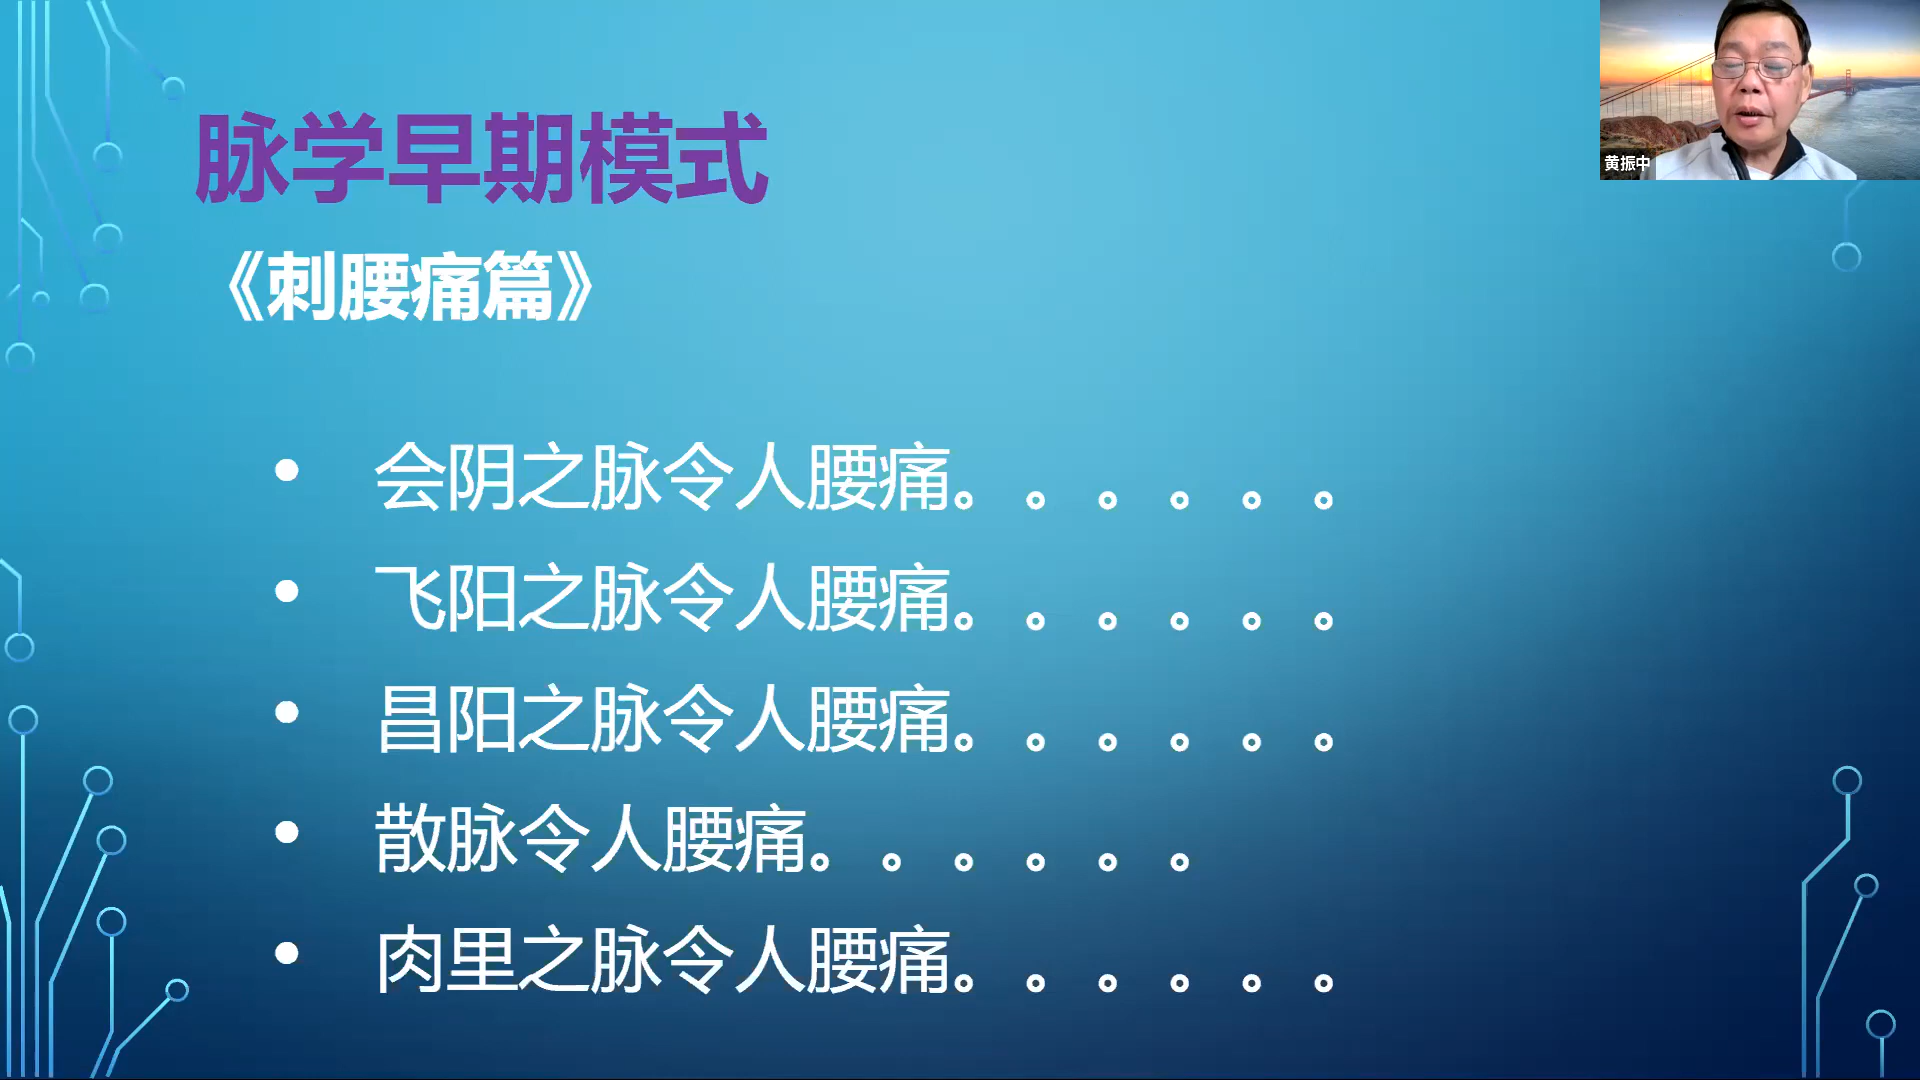 脉学早期模式
《刺腰痛篇》
• 会阴之脉令人腰痛。。。。。。
• 飞阳之脉令人腰痛。。。。。。
• 昌阳之脉令人腰痛。。。。。。
• 散脉令人腰痛。。。。。。
• 肉里之脉令人腰痛。。。。。。
黄振中